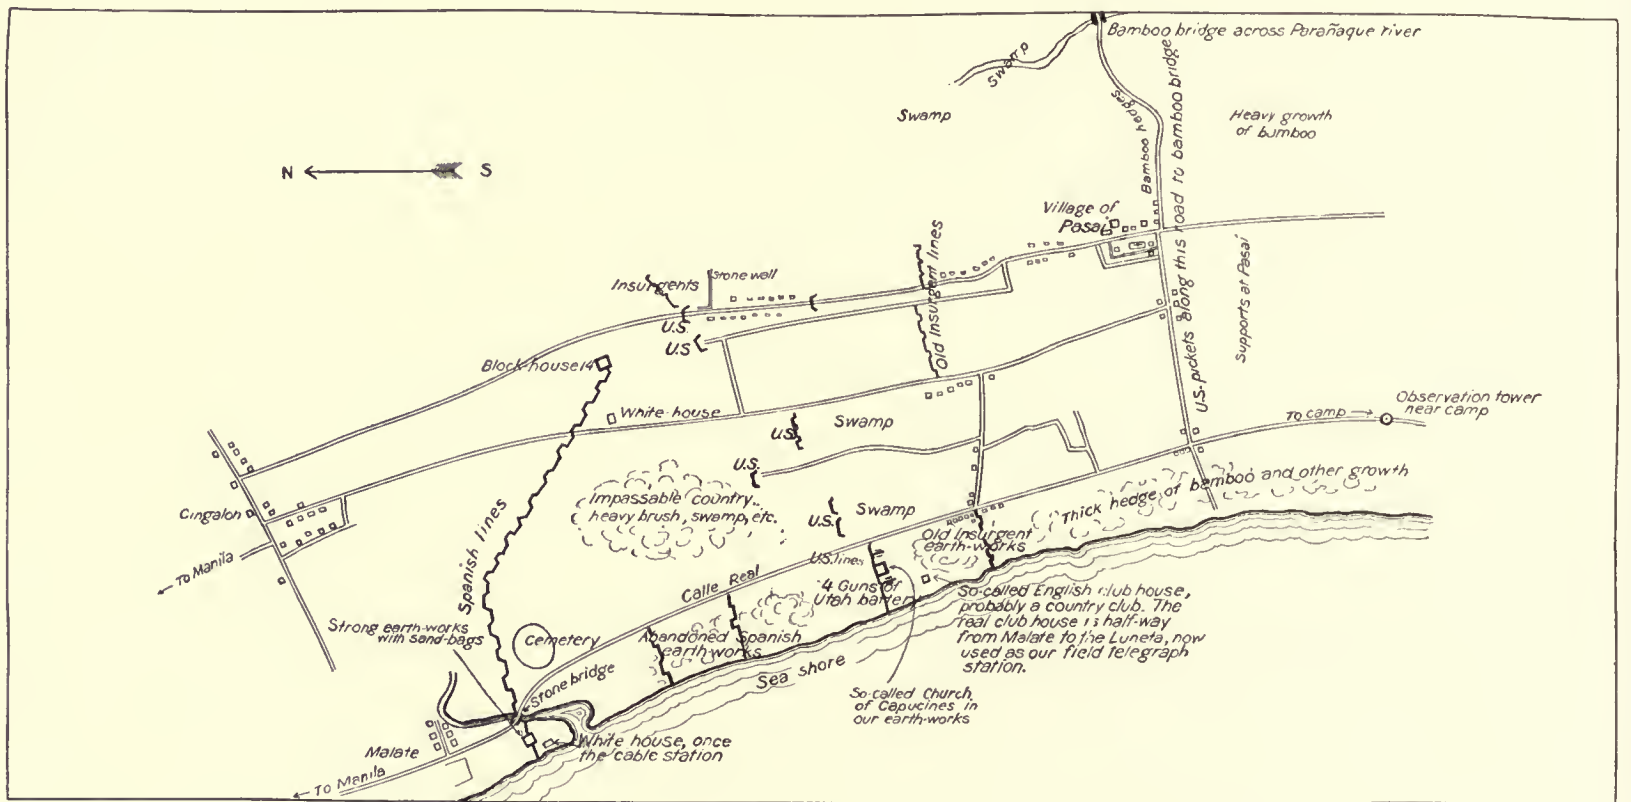 Bamboo bridge across Parañaque river
Swamp
Swamp
Bamboo hedges
Heavy growth
of bamboo
N
S
Village of
Pasai
U.S. pickets along this road to bamboo bridge
Supports at Pasai
Old Insurgent lines
Insurgents
Stone wall
U.S.
U.S
Block-house 14
White-house
Swamp
U.S.
U.S.
To camp
Observation tower
near camp
Cingalon
To Manila
Spanish lines
Impassable country..
heavy brush, swamp, etc.
U.S.
Swamp
Thick hedge of bamboo and other growth
Old Insurgent
earth-works
U.S. lines
Calle Real
4 Guns of
Utah battery
So-called English club house,
probably a country club. The
real club house is half-way
from Malate to the Luneta, now
used as our field telegraph
station.
Strong earth-works
with sand-bags
Cemetery
Abandoned Spanish
earth-works
Stone bridge
Sea shore
So-called Church
of Capucines in
our earth-works
Malate
White house, once
the cable station
To Manila